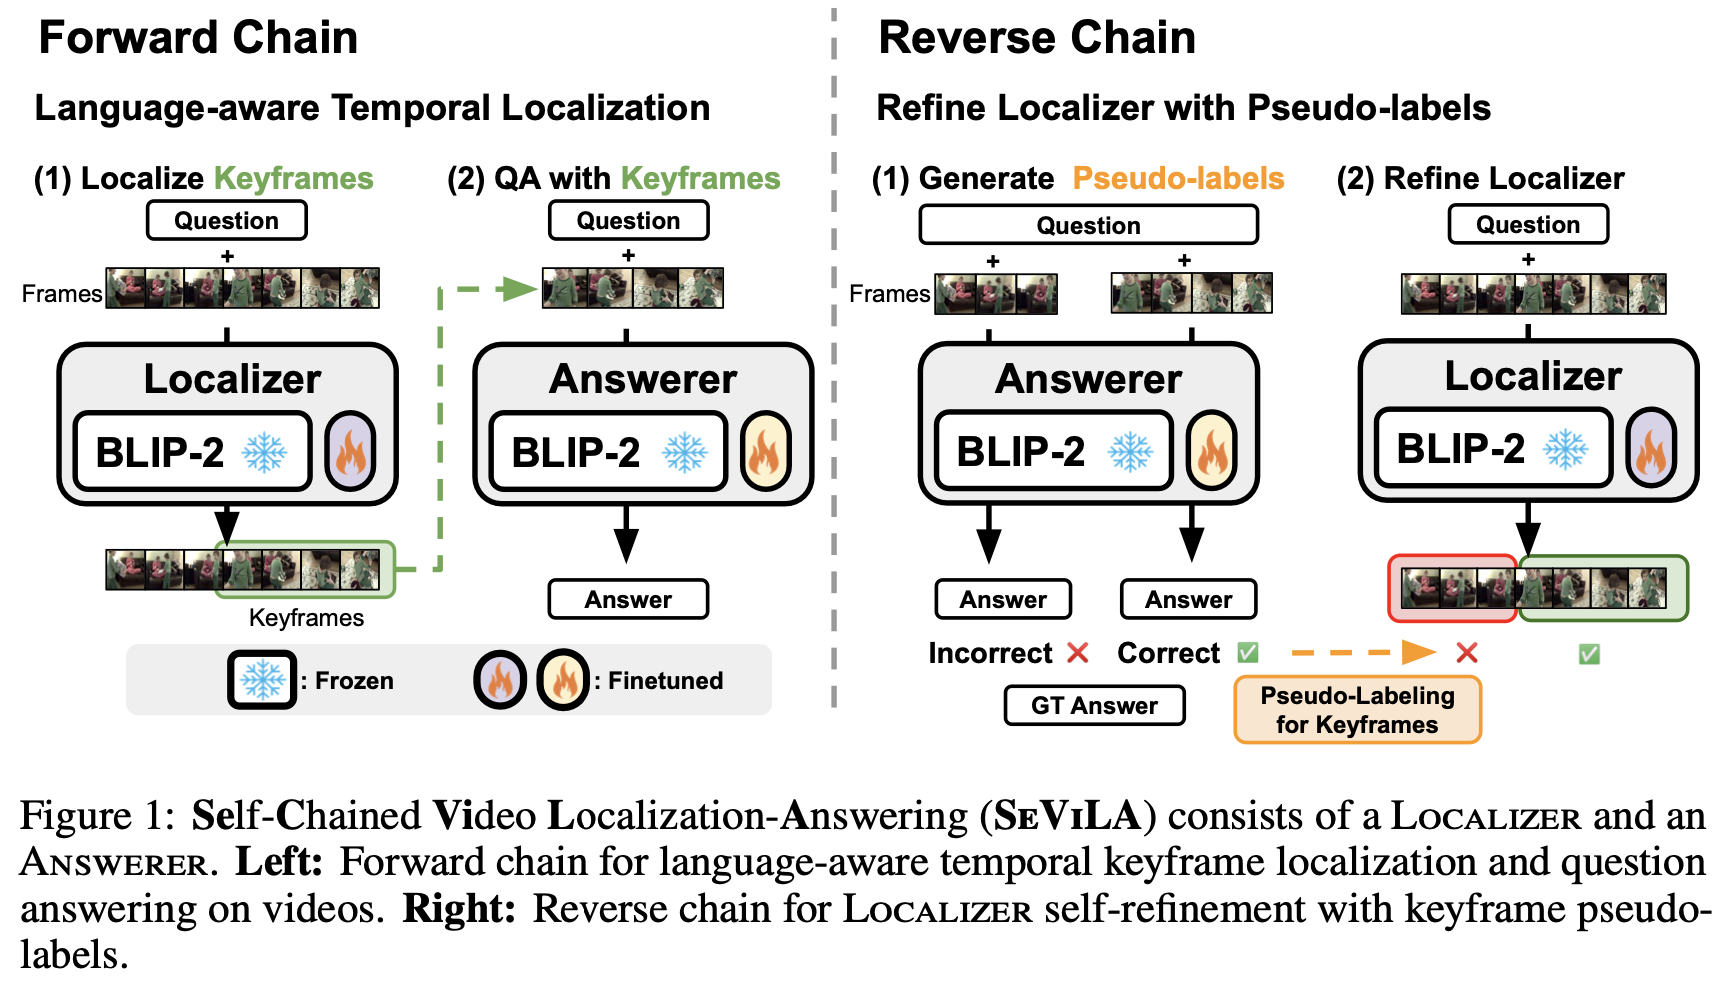 Forward Chain
Language-aware Temporal Localization
(1) Localize Keyframes
Question
+
Frames
Localizer
BLIP-2
Keyframes
(2) QA with Keyframes
Question
+
Answerer
BLIP-2
Answer
: Frozen
: Finetuned
Reverse Chain
Refine Localizer with Pseudo-labels
(1) Generate Pseudo-labels
Question
+ +
Frames
Answerer
BLIP-2
Answer Answer
Incorrect Correct
GT Answer
Pseudo-Labeling
for Keyframes
(2) Refine Localizer
Question
+
Localizer
BLIP-2
Figure 1: Self-Chained Video Localization-Answering (SEVILA) consists of a LOCALIZER and an
ANSWERER. Left: Forward chain for language-aware temporal keyframe localization and question
answering on videos. Right: Reverse chain for LOCALIZER self-refinement with keyframe pseudo-
labels.